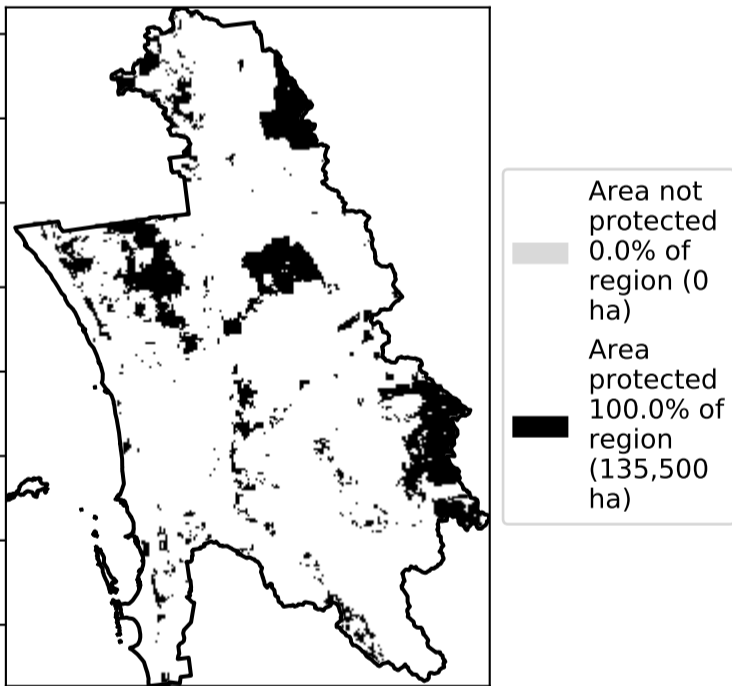 Area not
protected
0.0% of
region (0
ha)
Area
protected
100.0% of
region
(135,500
ha)